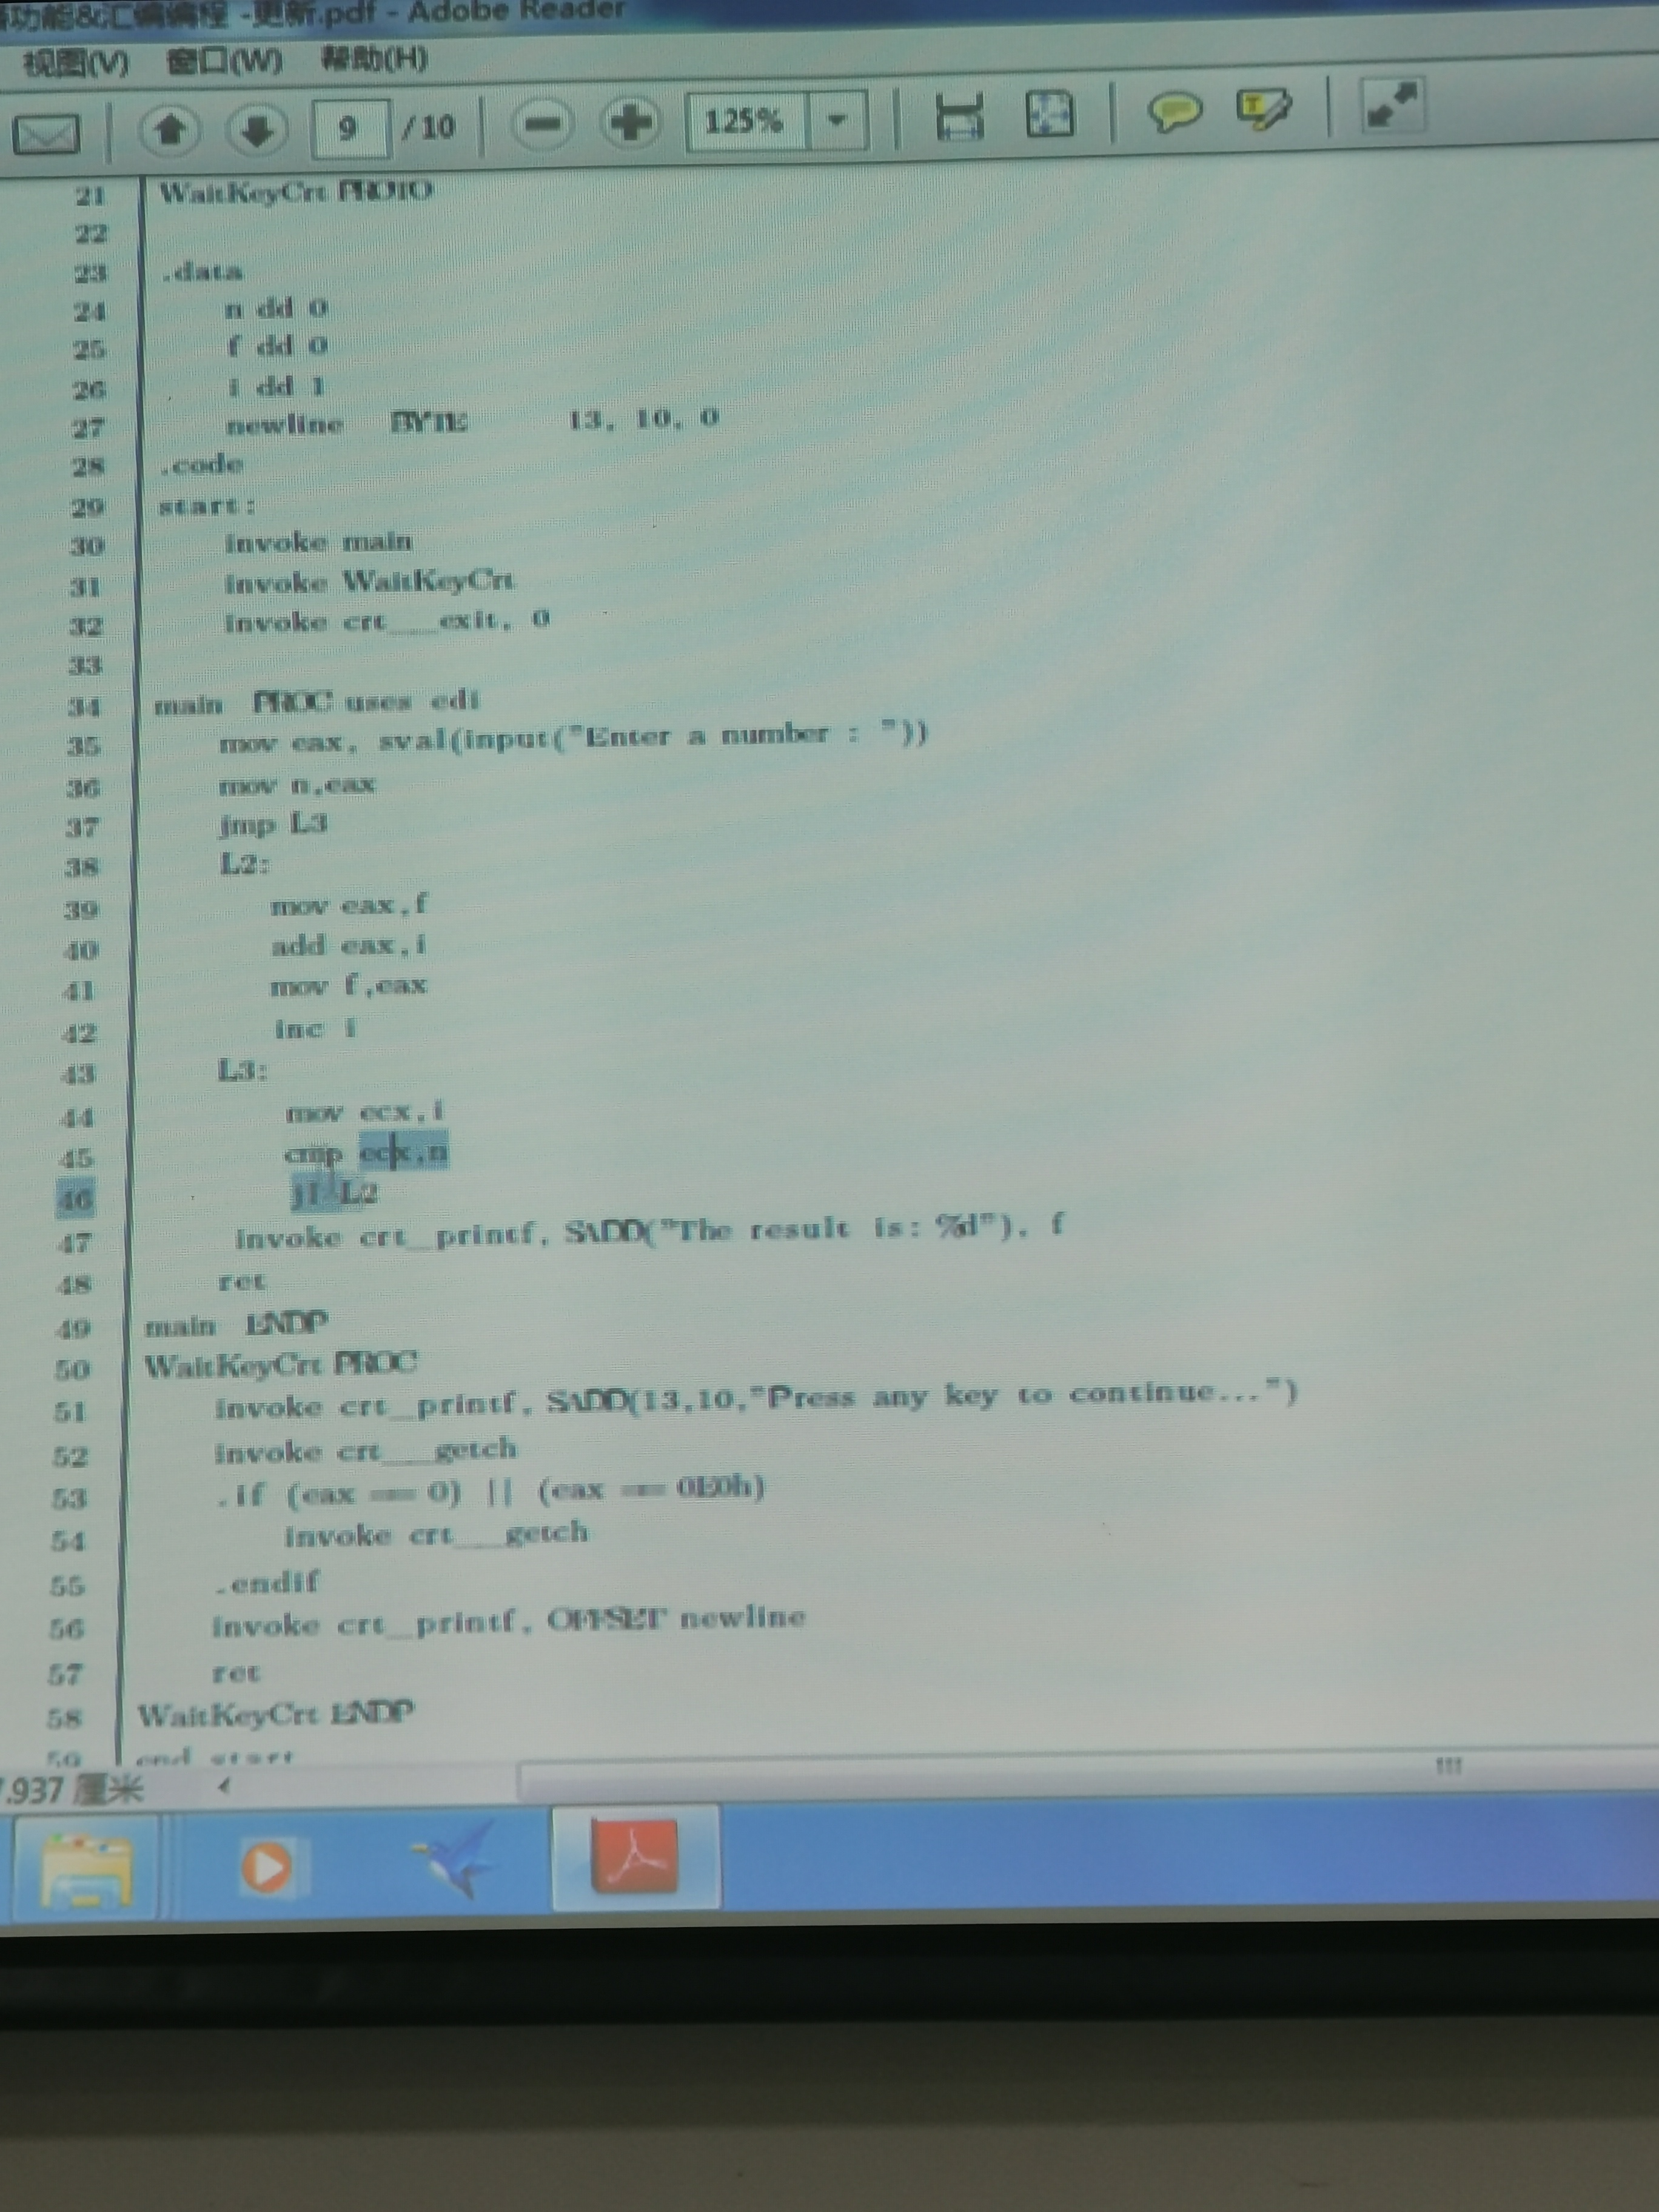 功能&汇编编程 -更新.pdf - Adobe Reader
视图(V) 窗口(W) 帮助(H)
9 / 10 125%
21 WaitKeyCrt PROTO
22
23 .data
24 n dd 0
25 f dd 0
26 i dd 1
27 newline BYTE 13, 10, 0
28 .code
29 start:
30 invoke main
31 invoke WaitKeyCrt
32 invoke crt__exit, 0
33
34 main PROC uses edi
35 mov eax, sval(input("Enter a number : "))
36 mov n,eax
37 jmp L3
38 L2:
39 mov eax,f
40 add eax,i
41 mov f,eax
42 inc i
43 L3:
44 mov ecx,i
45 cmp ecx,n
46 L2
47 invoke crt_printf, SADD("The result is: %d"), f
48 ret
49 main ENDP
50 WaitKeyCrt PROC
51 invoke crt_printf, SADD(13,10,"Press any key to continue...")
52 invoke crt__getch
53 .if (eax == 0) || (eax == 0E0h)
54 invoke crt__getch
55 .endif
56 invoke crt_printf, OFFSET newline
57 ret
58 WaitKeyCrt ENDP
59 end start
.937 厘米